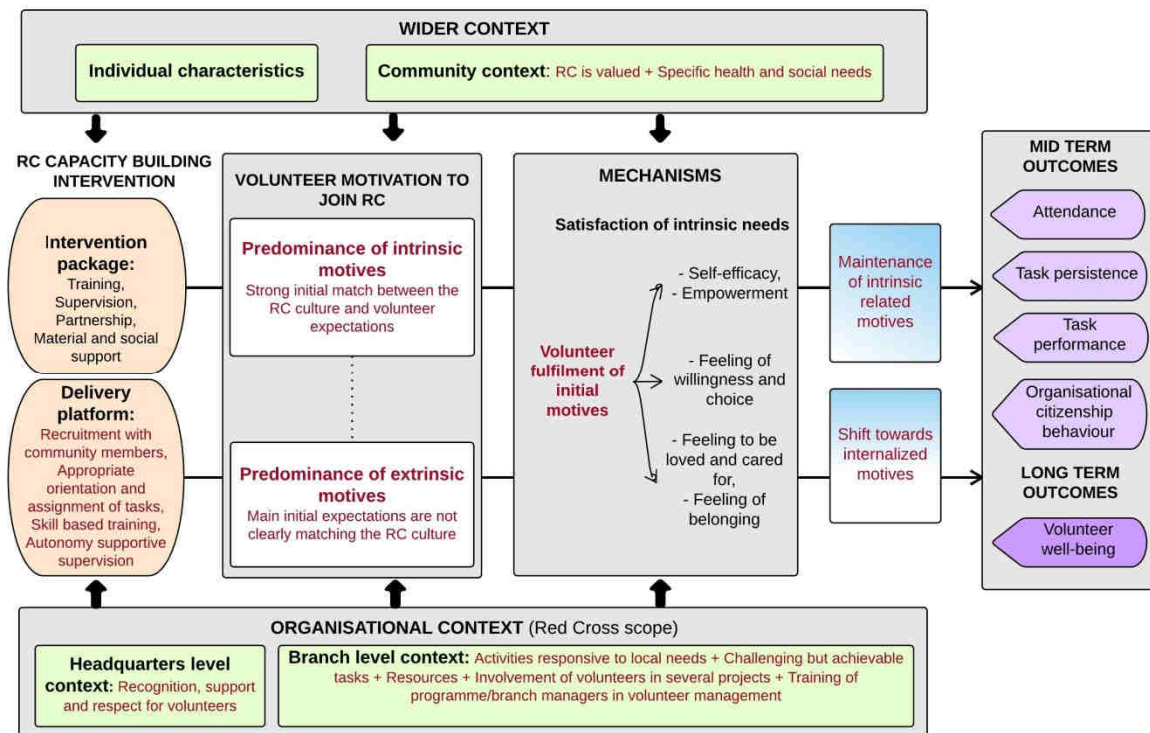 WIDER CONTEXT
Individual characteristics
Community context: RC is valued + Specific health and social needs
RC CAPACITY BUILDING
INTERVENTION
Intervention
package:
Training,
Supervision,
Partnership,
Material and social
support
Delivery
platform:
Recruitment with
community members,
Appropriate
orientation and
assignment of tasks,
Skill based training,
Autonomy supportive
supervision
VOLUNTEER MOTIVATION TO
JOIN RC
Predominance of intrinsic
motives
Strong initial match between the
RC culture and volunteer
expectations
Predominance of extrinsic
motives
Main initial expectations are not
clearly matching the RC culture
MECHANISMS
Satisfaction of intrinsic needs
Volunteer
fulfilment of
initial
motives
- Self-efficacy,
- Empowerment
- Feeling of
willingness and
choice
- Feeling to be
loved and cared
for,
- Feeling of
belonging
Maintenance
of intrinsic
related
motives
Shift towards
internalized
motives
MID TERM
OUTCOMES
Attendance
Task persistence
Task
performance
Organisational
citizenship
behaviour
LONG TERM
OUTCOMES
Volunteer
well-being
ORGANISATIONAL CONTEXT (Red Cross scope)
Headquarters level
context: Recognition, support
and respect for volunteers
Branch level context: Activities responsive to local needs + Challenging but achievable
tasks + Resources + Involvement of volunteers in several projects + Training of
programme/branch managers in volunteer management